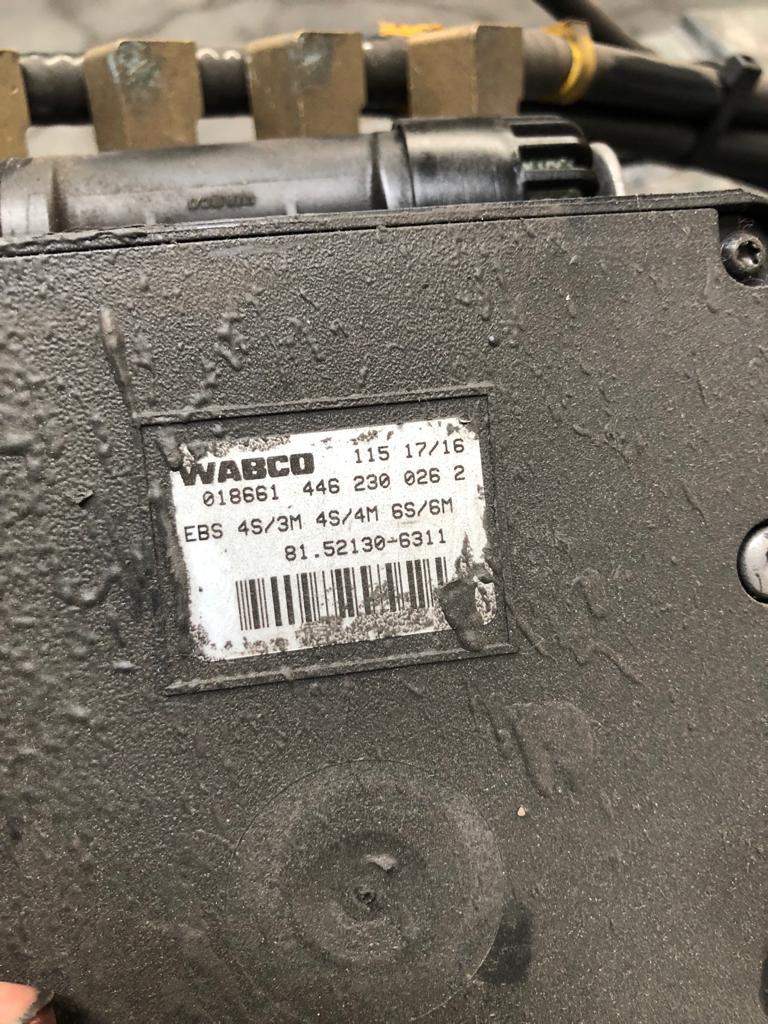 WABCO 115 17/16
018661 446 230 026 2
EBS 4S/3M 4S/4M 6S/6M
81.52130-6311